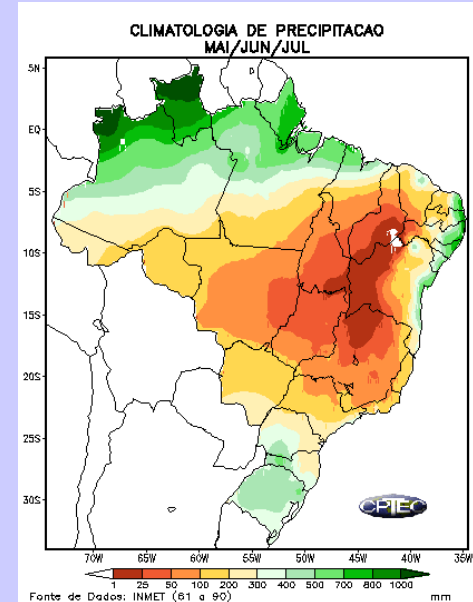 CLIMATOLOGIA DE PRECIPITACAO
MAI/JUN/JUL
5N
EQ
5S
10S
15S
20S
25S
30S
70W 65W 60W 55W 50W 45W 40W 35W
CPTEC
1 25 50 100 200 300 400 500 700 800 1000
Fonte de Dados: INMET (61 a 90) mm